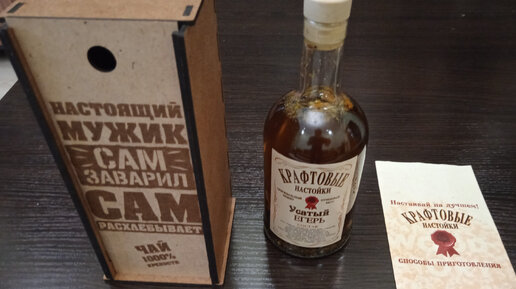 НАСТОЯЩИЙ
МУЖИК
САМ
ЗАВАРИЛ
САМ
РАСХЛЕБЫВАЕТ
ЧАЙ
1000%
КРЕПОСТЬ
КРАФТОВЫЕ
НАСТОЙКИ
Усатый
ЕГЕРЬ
Настаивай на лучшем!
КРАФТОВЫЕ
НАСТОЙКИ
СПОСОБЫ ПРИГОТОВЛЕНИЯ